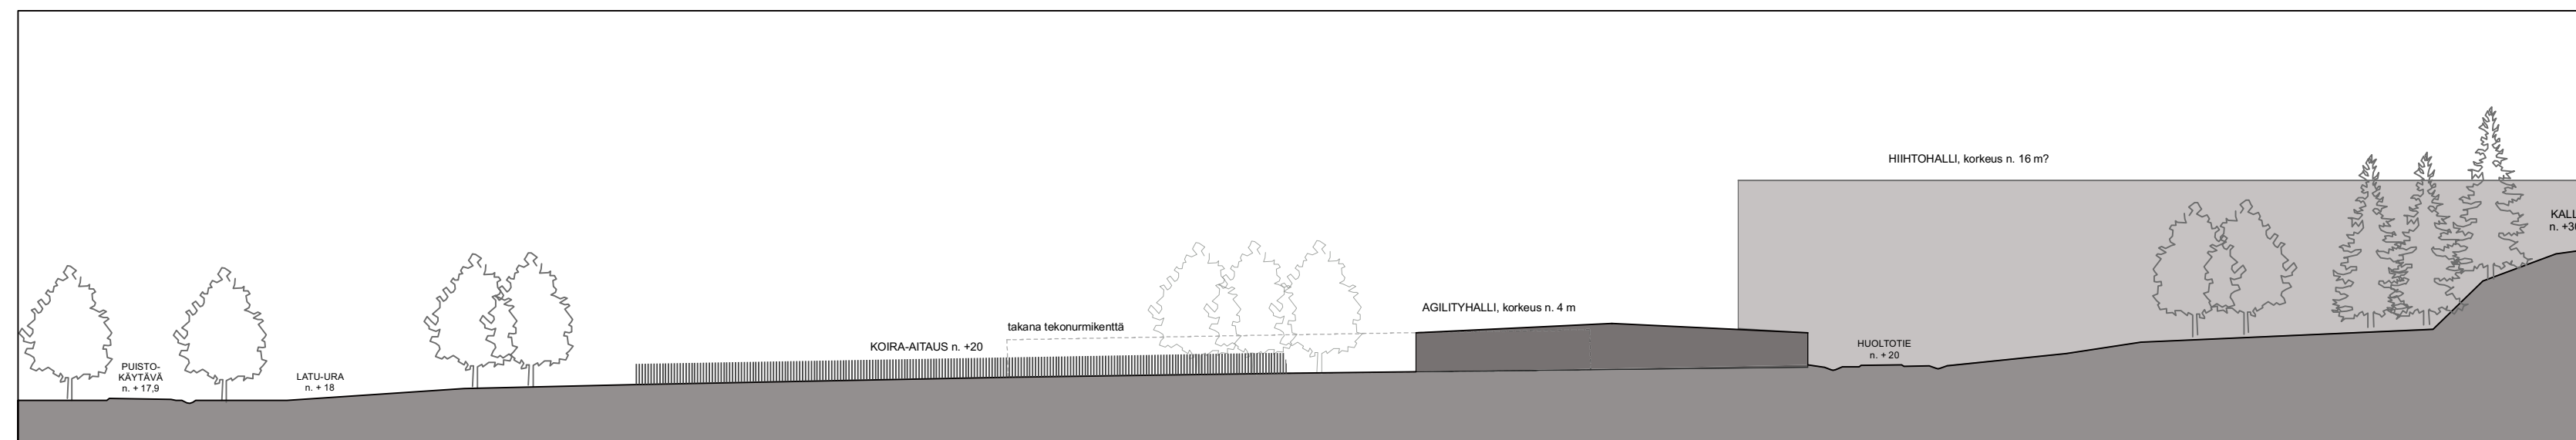 PUISTO-
KÄYTÄVÄ
n. + 17,9
LATU-URA
n. + 18
KOIRA-AITAUS n. +20
takana tekonurmikenttä
AGILITYHALLI, korkeus n. 4 m
HIIHTOHALLI, korkeus n. 16 m?
HUOLTOTIE
n. + 20
KALL
n. +30